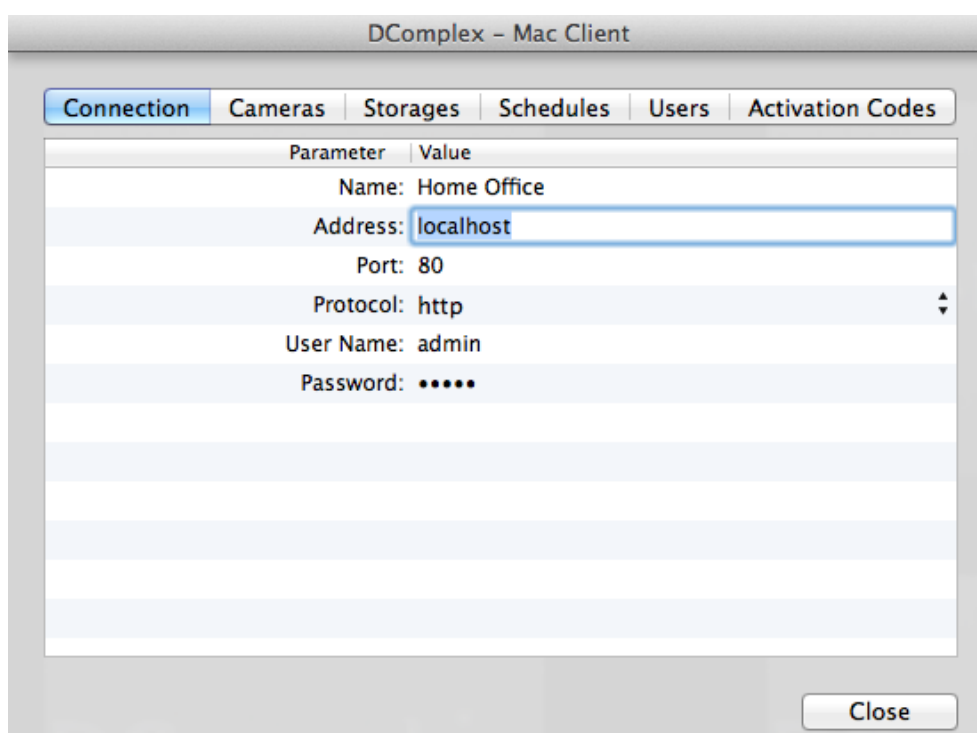 DComplex – Mac Client
Connection Cameras Storages Schedules Users Activation Codes
Parameter Value
Name: Home Office
Address: localhost
Port: 80
Protocol: http
User Name: admin
Password: •••••
Close